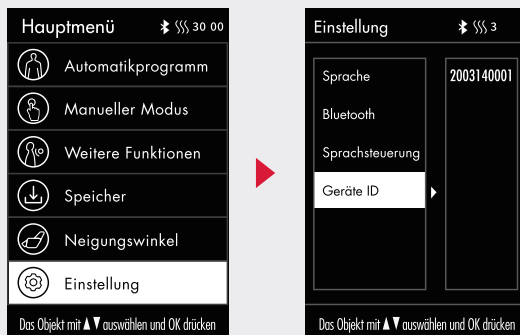 Hauptmenü 30 00
Automatikprogramm
Manueller Modus
Weitere Funktionen
Speicher
Neigungswinkel
Einstellung
Das Objekt mit ▲▼ auswählen und OK drücken
Einstellung 3
Sprache 2003140001
Bluetooth
Sprachsteuerung
Geräte ID
Das Objekt mit ▲▼ auswählen und OK drücken